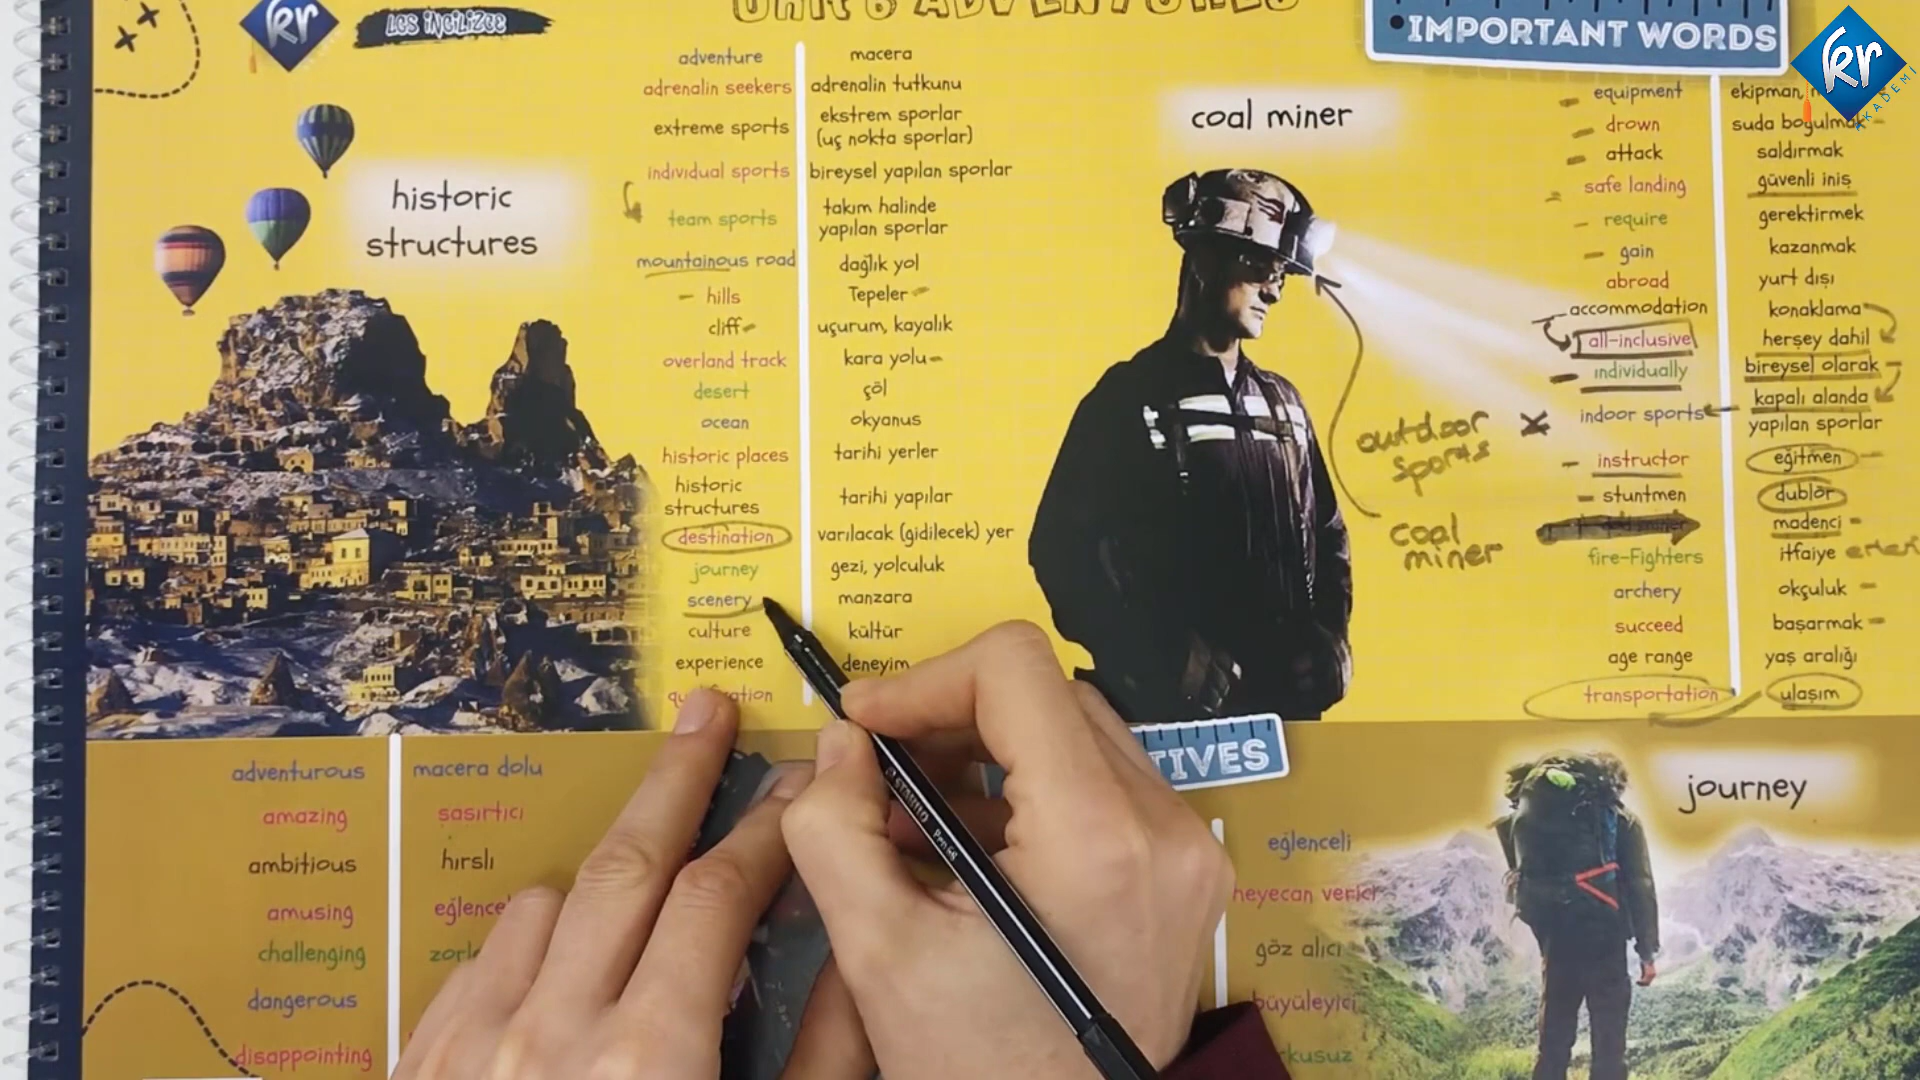 kr
LGS İNGİLİZCE
Unit 6 ADVENTURES
IMPORTANT WORDS
kr
AKADEMİ
historic
structures
adventure macera
adrenalin seekers adrenalin tutkunu
extreme sports ekstrem sporlar
(uç nokta sporlar)
individual sports bireysel yapılan sporlar
team sports takım halinde
yapılan sporlar
mountainous road dağlık yol
hills Tepeler
cliff uçurum, kayalık
overland track kara yolu
desert çöl
ocean okyanus
historic places tarihi yerler
historic
structures tarihi yapılar
destination varılacak (gidilecek) yer
journey gezi, yolculuk
scenery manzara
culture kültür
experience deneyim
coal miner
outdoor
sports
coal
miner
equipment ekipman,
drown suda boğulmak
attack saldırmak
safe landing güvenli iniş
require gerektirmek
gain kazanmak
abroad yurt dışı
accommodation konaklama
all-inclusive herşey dahil
individually bireysel olarak
indoor sports kapalı alanda
yapılan sporlar
instructor eğitmen
stuntmen dublör
madenci
fire-Fighters itfaiye
archery okçuluk
succeed başarmak
age range yaş aralığı
transportation ulaşım
adventurous macera dolu
amazing şaşırtıcı
ambitious hırslı
amusing
challenging
dangerous
disappointing
eğlenceli
heyecan verici
göz alıcı
büyüleyici
journey